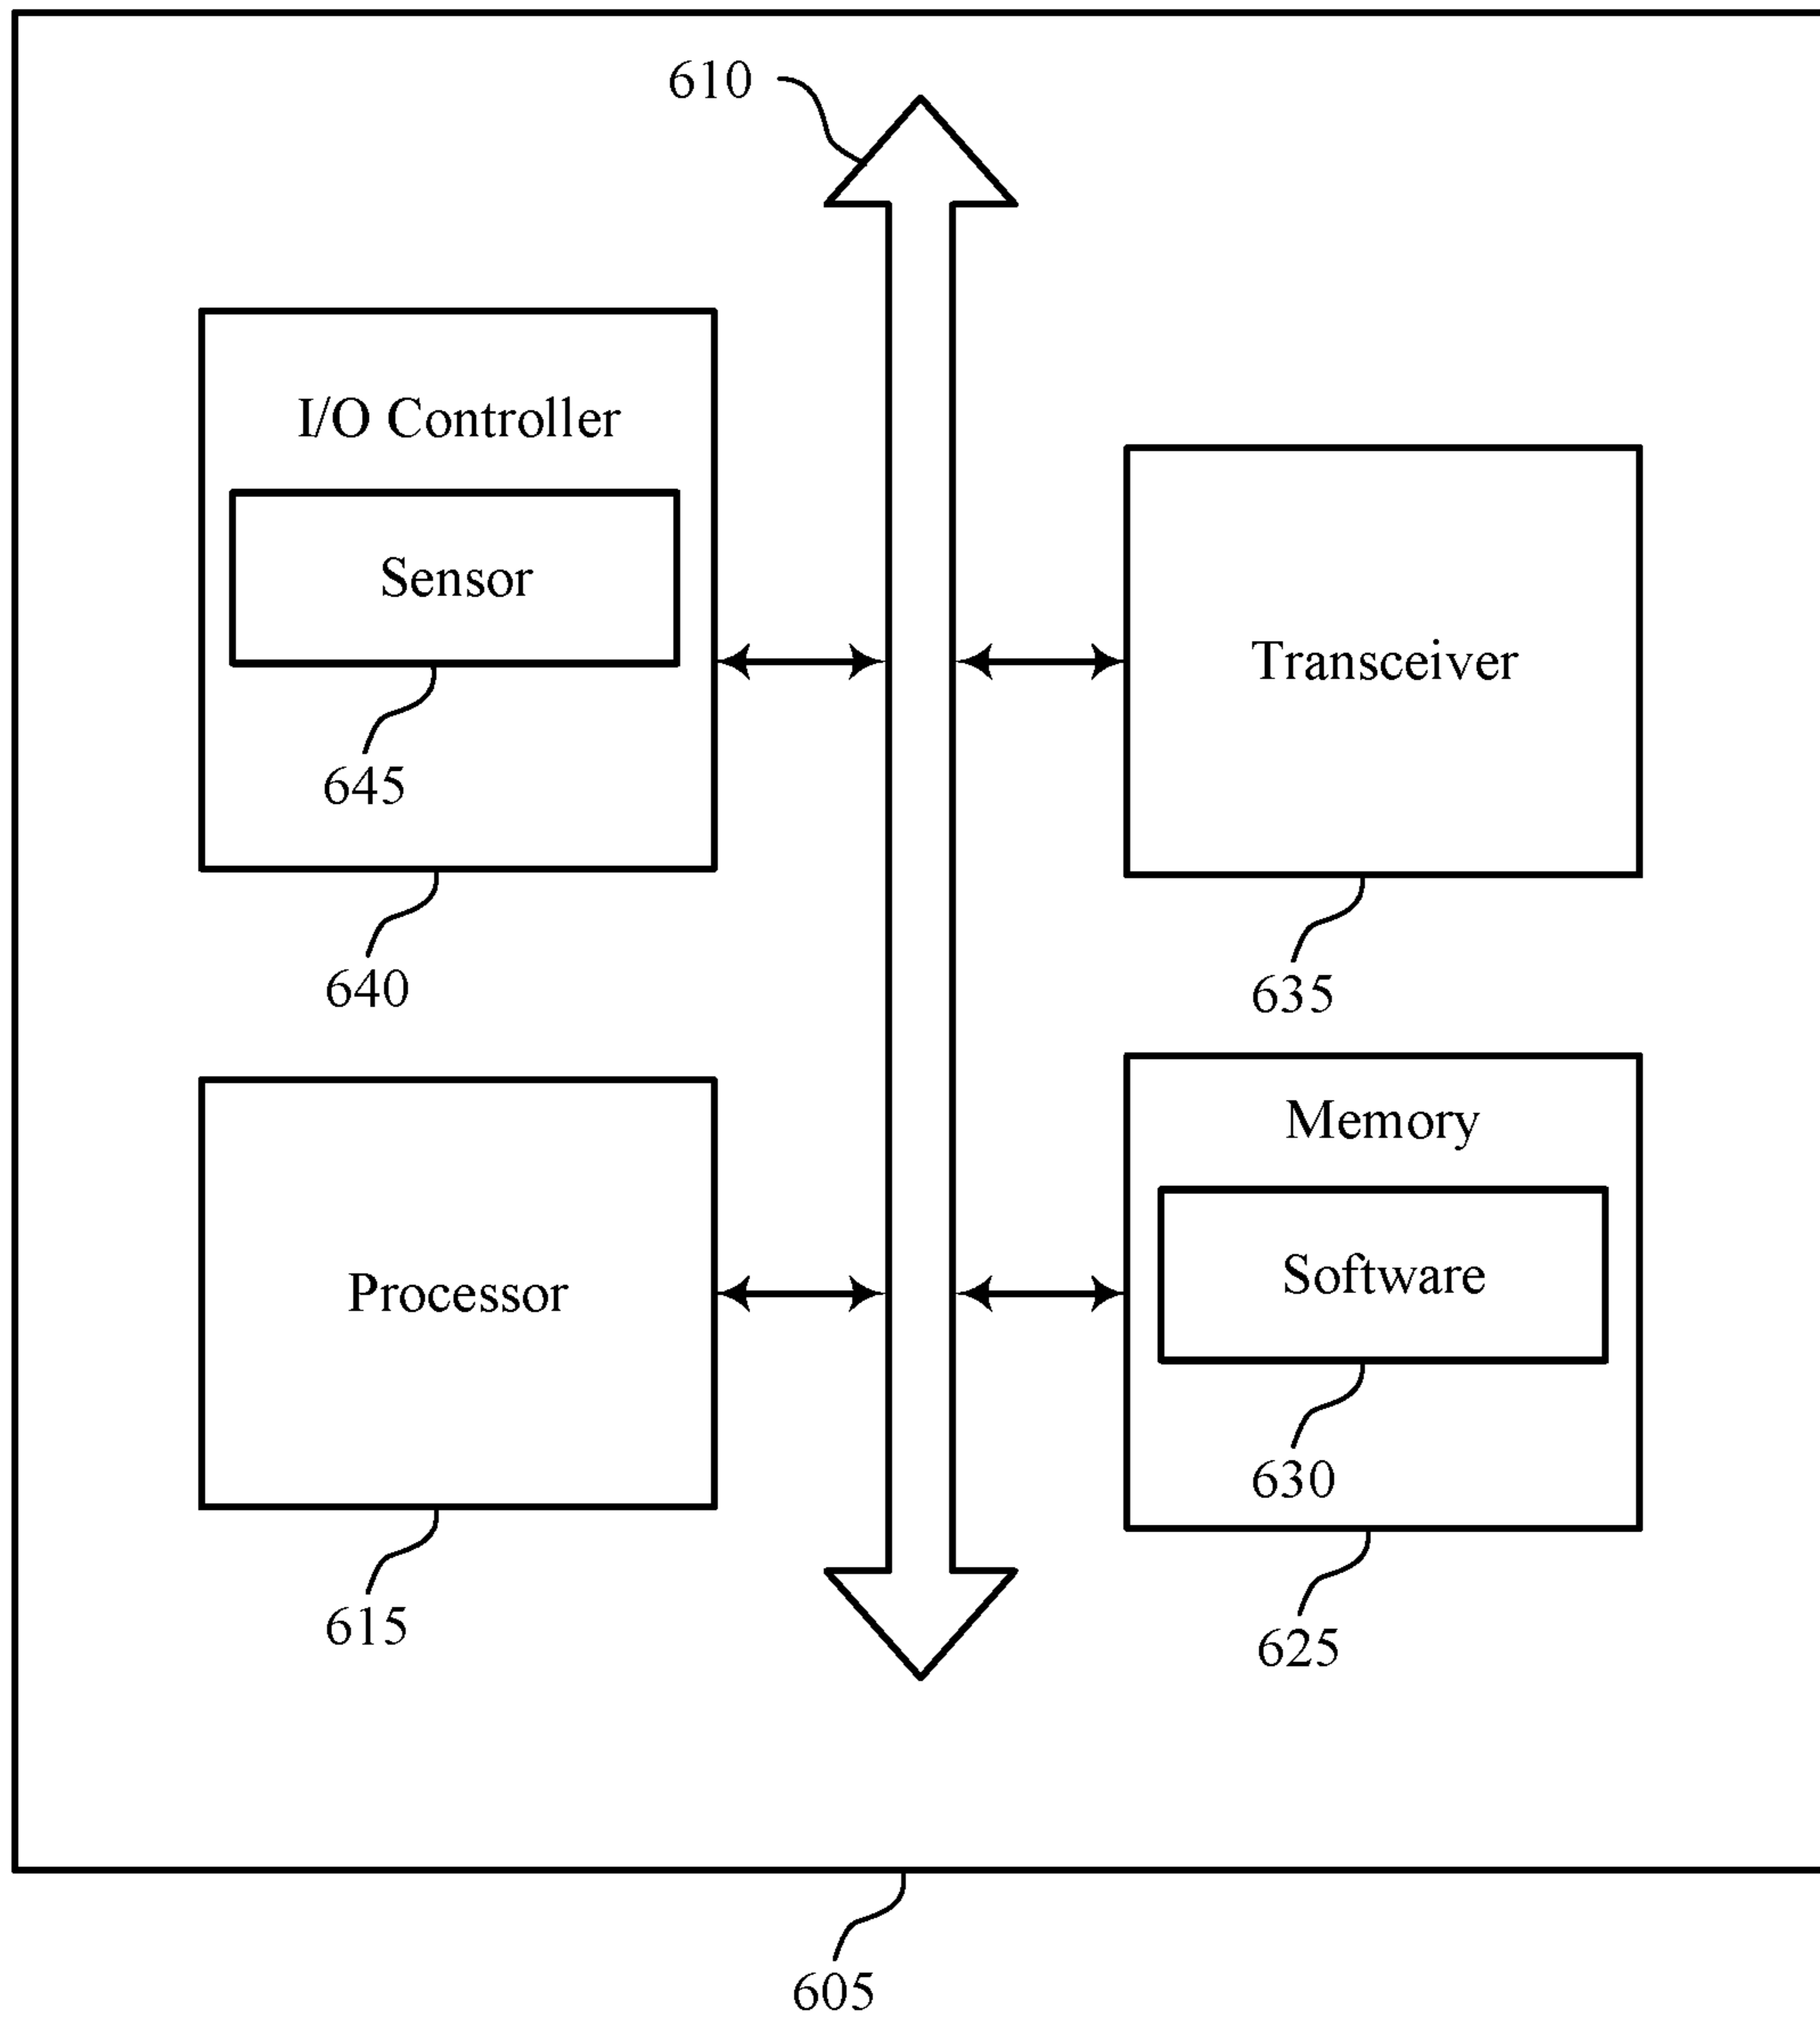 610
I/O Controller
Sensor
645
640
Transceiver
635
Processor
615
Memory
Software
630
625
605